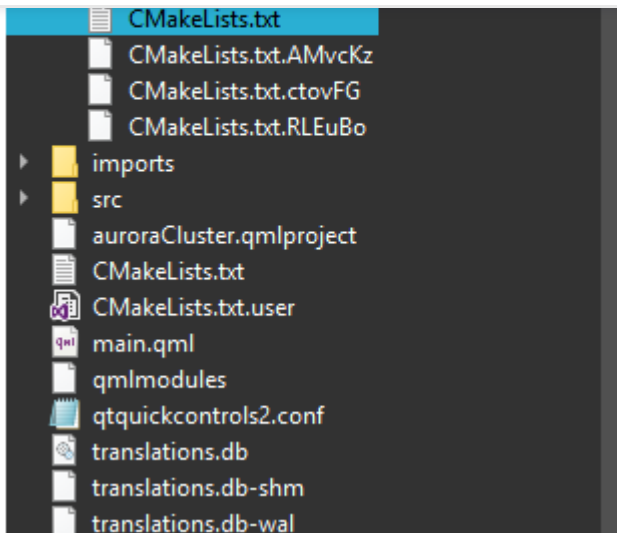 CMakeLists.txt
CMakeLists.txt.AMvcKz
CMakeLists.txt.ctovFG
CMakeLists.txt.RLEuBo
imports
src
auroraCluster.qmlproject
CMakeLists.txt
CMakeLists.txt.user
main.qml
qmlmodules
qtquickcontrols2.conf
translations.db
translations.db-shm
translations.db-wal